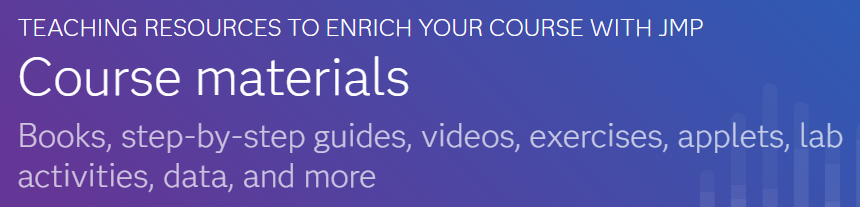 TEACHING RESOURCES TO ENRICH YOUR COURSE WITH JMP
Course materials
Books, step-by-step guides, videos, exercises, applets, lab
activities, data, and more